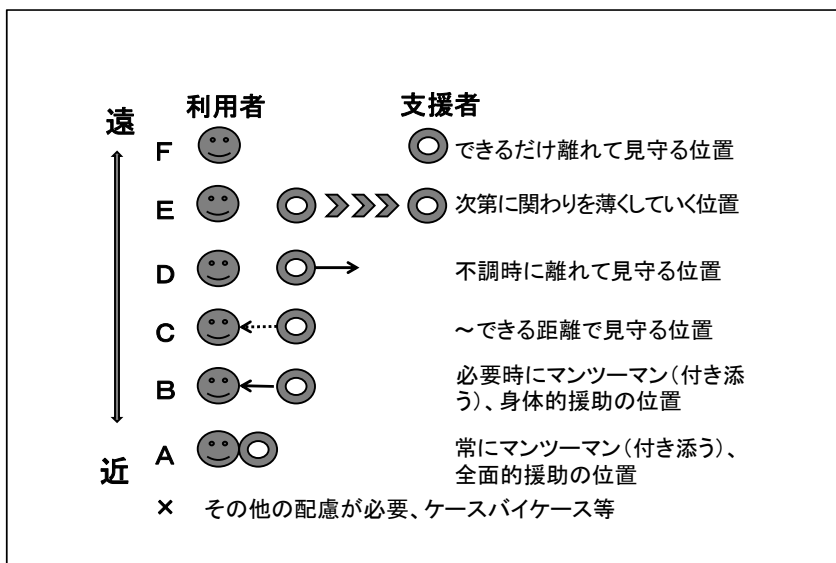 利用者 支援者
遠
F できるだけ離れて見守る位置
E 次第に関わりを薄くしていく位置
D 不調時に離れて見守る位置
C ～できる距離で見守る位置
B 必要時にマンツーマン(付き添
う)、身体的援助の位置
A 常にマンツーマン(付き添う)、
全面的援助の位置
近
× その他の配慮が必要、ケースバイケース等